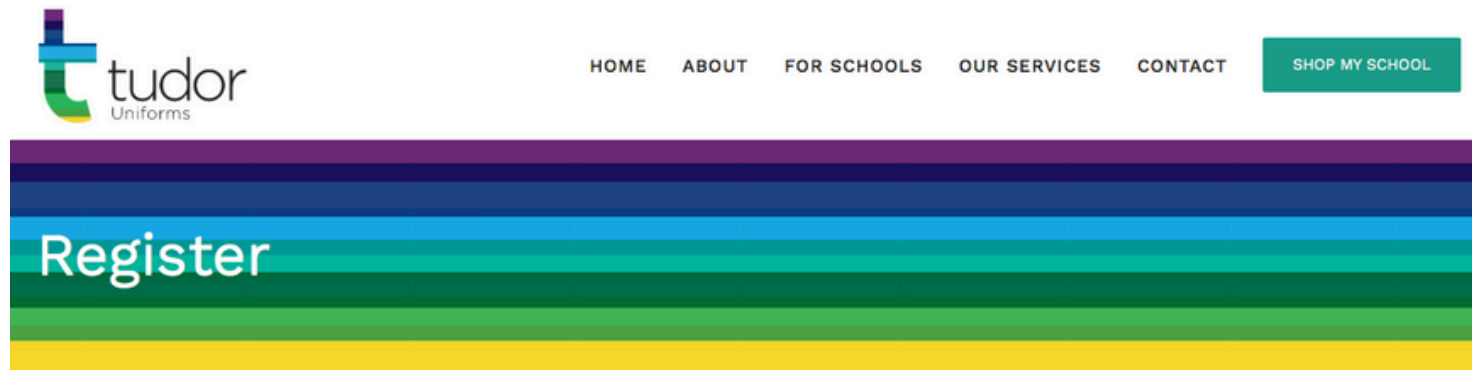 tudor
Uniforms
HOME ABOUT FOR SCHOOLS OUR SERVICES CONTACT SHOP MY SCHOOL
Register